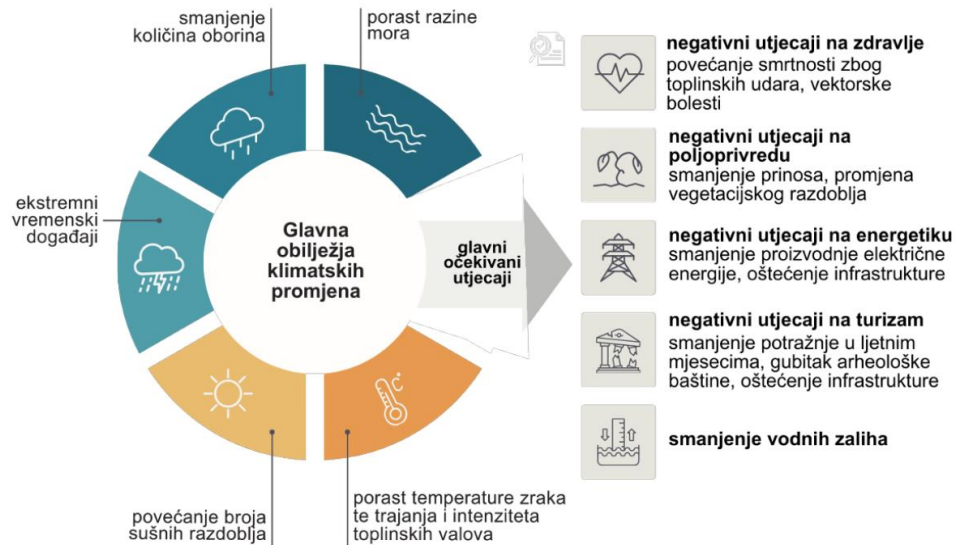 smanjenje
količina oborina
porast razine
mora
ekstremni
vremenski
događaji
Glavna
obilježja
klimatskih
promjena
glavni
očekivani
utjecaji
°C
povećanje broja
sušnih razdoblja
porast temperature zraka
te trajanja i intenziteta
toplinskih valova
negativni utjecaji na zdravlje
povećanje smrtnosti zbog
toplinskih udara, vektorske
bolesti
negativni utjecaji na
poljoprivredu
smanjenje prinosa, promjena
vegetacijskog razdoblja
negativni utjecaji na energetiku
smanjenje proizvodnje električne
energije, oštećenje infrastrukture
negativni utjecaji na turizam
smanjenje potražnje u ljetnim
mjesecima, gubitak arheološke
baštine, oštećenje infrastrukture
smanjenje vodnih zaliha